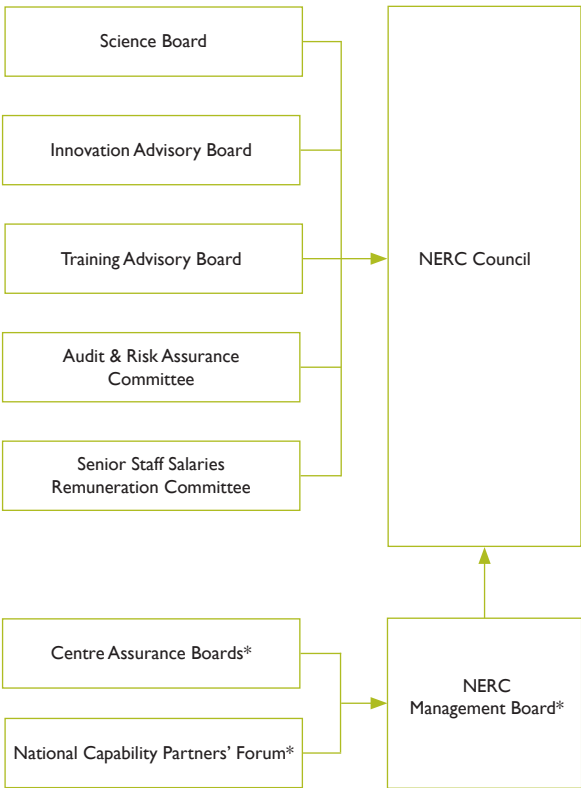 Science Board
Innovation Advisory Board
Training Advisory Board
NERC Council
Audit & Risk Assurance
Committee
Senior Staff Salaries
Remuneration Committee
Centre Assurance Boards*
NERC
Management Board*
National Capability Partners’ Forum*